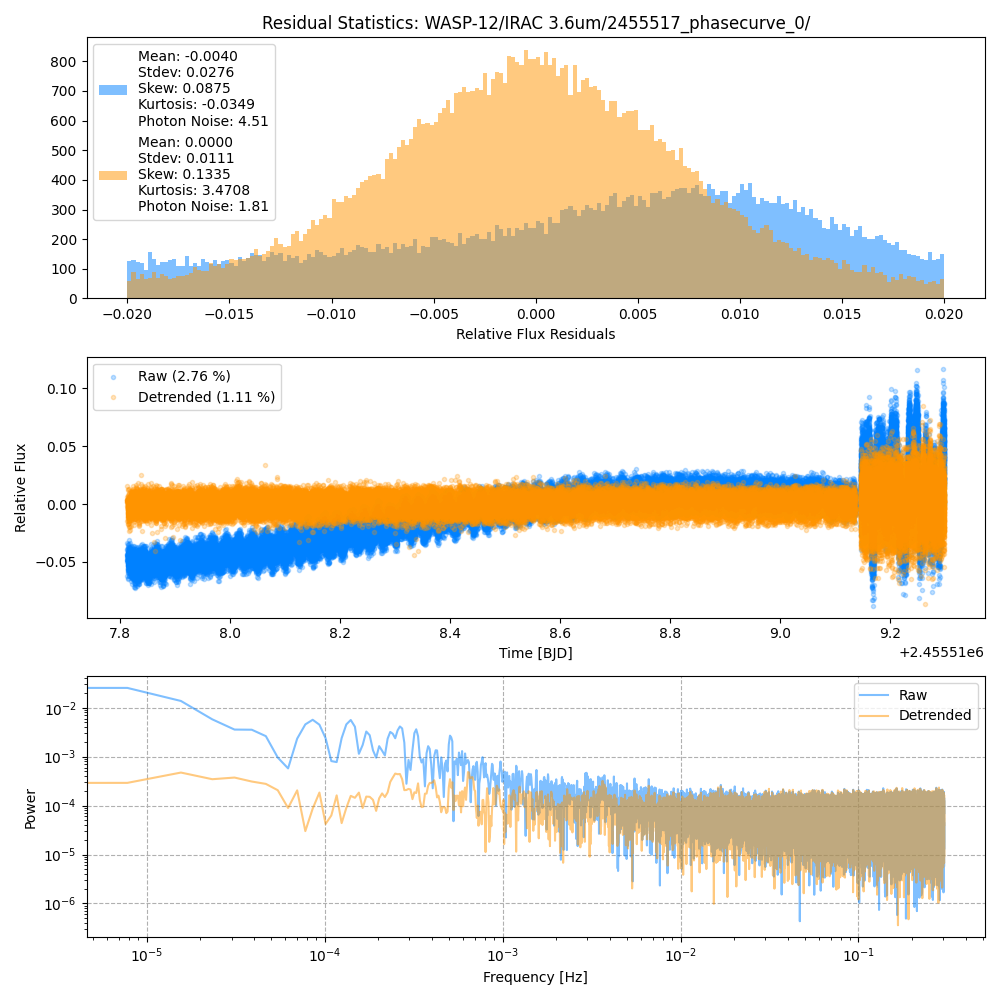 Residual Statistics: WASP-12/IRAC 3.6um/2455517_phasecurve_0/
Mean: -0.0040
Stdev: 0.0276
Skew: 0.0875
Kurtosis: -0.0349
Photon Noise: 4.51
Mean: 0.0000
Stdev: 0.0111
Skew: 0.1335
Kurtosis: 3.4708
Photon Noise: 1.81
800
700
600
500
400
300
200
100
0
−0.020 −0.015 −0.010 −0.005 0.000 0.005 0.010 0.015 0.020
Relative Flux Residuals
Raw (2.76 %)
Detrended (1.11 %)
0.10
0.05
0.00
−0.05
Relative Flux
7.8 8.0 8.2 8.4 8.6 8.8 9.0 9.2
Time [BJD]
+2.45551e6
Raw
Detrended
10⁻²
10⁻³
10⁻⁴
10⁻⁵
10⁻⁶
Power
10⁻⁵ 10⁻⁴ 10⁻³ 10⁻² 10⁻¹
Frequency [Hz]